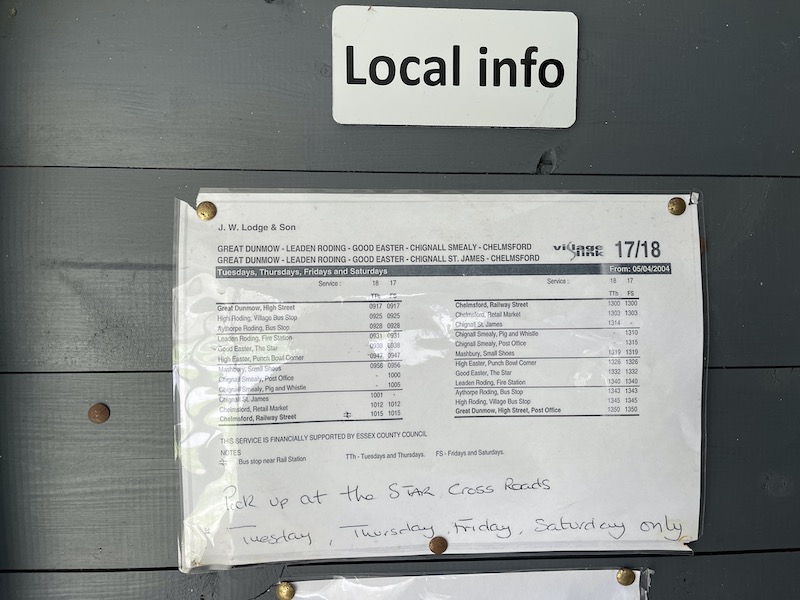 Local info
J. W. Lodge & Son
GREAT DUNMOW - LEADEN RODING - GOOD EASTER - CHIGNALL SMEALY - CHELMSFORD
GREAT DUNMOW - LEADEN RODING - GOOD EASTER - CHIGNALL ST. JAMES - CHELMSFORD
village link 17/18
Tuesdays, Thursdays, Fridays and Saturdays From: 05/04/2004
Service : 18 17
TTh FS
Great Dunmow, High Street 0917 0917
High Roding, Village Bus Stop 0925 0925
Aythorpe Roding, Bus Stop 0928 0928
Leaden Roding, Fire Station 0931 0931
Good Easter, The Star 0938 0938
High Easter, Punch Bowl Corner 0947 0947
Mashbury, Small Shoes 0956 0956
Chignall Smealy, Post Office - 1000
Chignall Smealy, Pig and Whistle - 1005
Chignall St. James 1001 -
Chelmsford, Retail Market 1012 1012
Chelmsford, Railway Street 1015 1015
Service : 18 17
TTh FS
Chelmsford, Railway Street 1300 1300
Chelmsford, Retail Market 1303 1303
Chignall St. James 1314 -
Chignall Smealy, Pig and Whistle - 1310
Chignall Smealy, Post Office - 1315
Mashbury, Small Shoes 1319 1319
High Easter, Punch Bowl Corner 1326 1326
Good Easter, The Star 1332 1332
Leaden Roding, Fire Station 1340 1340
Aythorpe Roding, Bus Stop 1343 1343
High Roding, Village Bus Stop 1345 1345
Great Dunmow, High Street, Post Office 1350 1350
THIS SERVICE IS FINANCIALLY SUPPORTED BY ESSEX COUNTY COUNCIL
NOTES
Bus stop near Rail Station TTh - Tuesdays and Thursdays. FS - Fridays and Saturdays.
Pick up at the STAR Cross Roads
Tuesday, Thursday, Friday, Saturday only